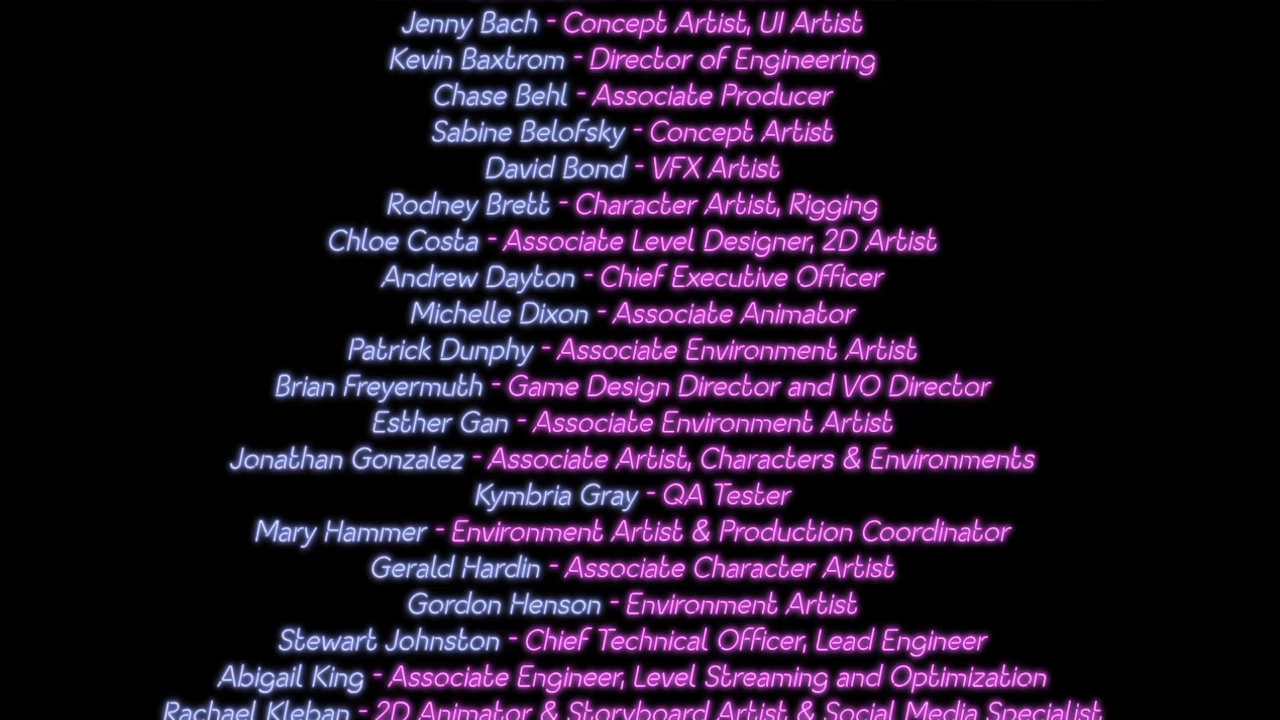 Jenny Bach - Concept Artist, UI Artist
Kevin Baxtrom - Director of Engineering
Chase Behl - Associate Producer
Sabine Belofsky - Concept Artist
David Bond - VFX Artist
Rodney Brett - Character Artist, Rigging
Chloe Costa - Associate Level Designer, 2D Artist
Andrew Dayton - Chief Executive Officer
Michelle Dixon - Associate Animator
Patrick Dunphy - Associate Environment Artist
Brian Freyermuth - Game Design Director and VO Director
Esther Gan - Associate Environment Artist
Jonathan Gonzalez - Associate Artist, Characters & Environments
Kymbria Gray - QA Tester
Mary Hammer - Environment Artist & Production Coordinator
Gerald Hardin - Associate Character Artist
Gordon Henson - Environment Artist
Stewart Johnston - Chief Technical Officer, Lead Engineer
Abigail King - Associate Engineer, Level Streaming and Optimization
Rachael Kleban - 2D Animator & Storyboard Artist & Social Media Specialist